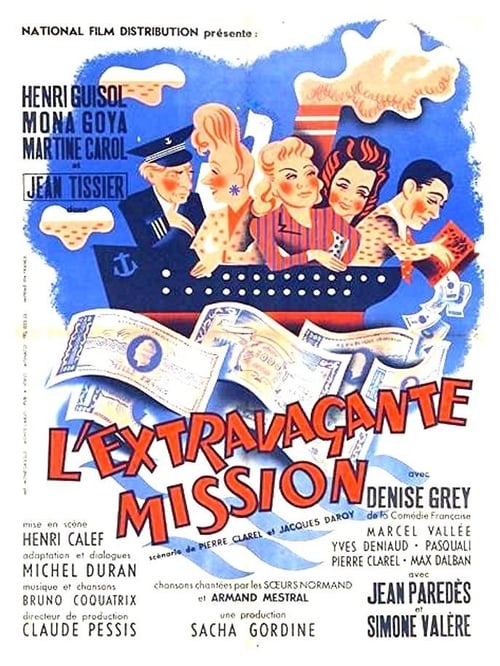 NATIONAL FILM DISTRIBUTION présente :
HENRI GUISOL
MONA GOYA
MARTINE CAROL
et
JEAN TISSIER
dans
L'EXTRAVAGANTE
MISSION
avec
DENISE GREY
de la Comédie Française
scénario de PIERRE CLAREL et JACQUES DAROY
mise en scène
HENRI CALEF
adaptation et dialogues
MICHEL DURAN
musique et chansons
BRUNO COQUATRIX
directeur de production
CLAUDE PESSIS
chansons chantées par les SŒURS NORMAND
et ARMAND MESTRAL
une production
SACHA GORDINE
MARCEL VALLÉE
YVES DENIAUD • PASQUALI
PIERRE CLAREL • MAX DALBAN
avec
JEAN PAREDÈS
et
SIMONE VALÈRE